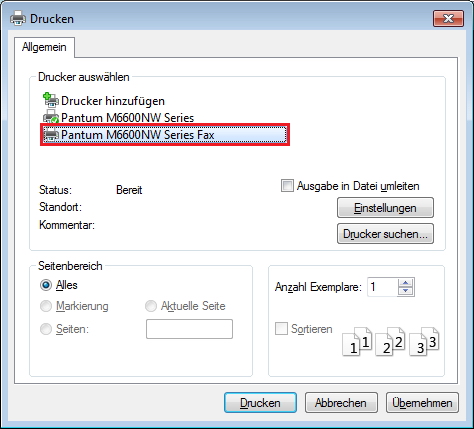 Drucken
Allgemein
Drucker auswählen
Drucker hinzufügen
Pantum M6600NW Series
Pantum M6600NW Series Fax
Status: Bereit
Standort:
Kommentar:
Ausgabe in Datei umleiten
Einstellungen
Drucker suchen...
Seitenbereich
Alles
Markierung Aktuelle Seite
Seiten:
Anzahl Exemplare: 1
Sortieren
1 1 2 2 3 3
Drucken Abbrechen Übernehmen